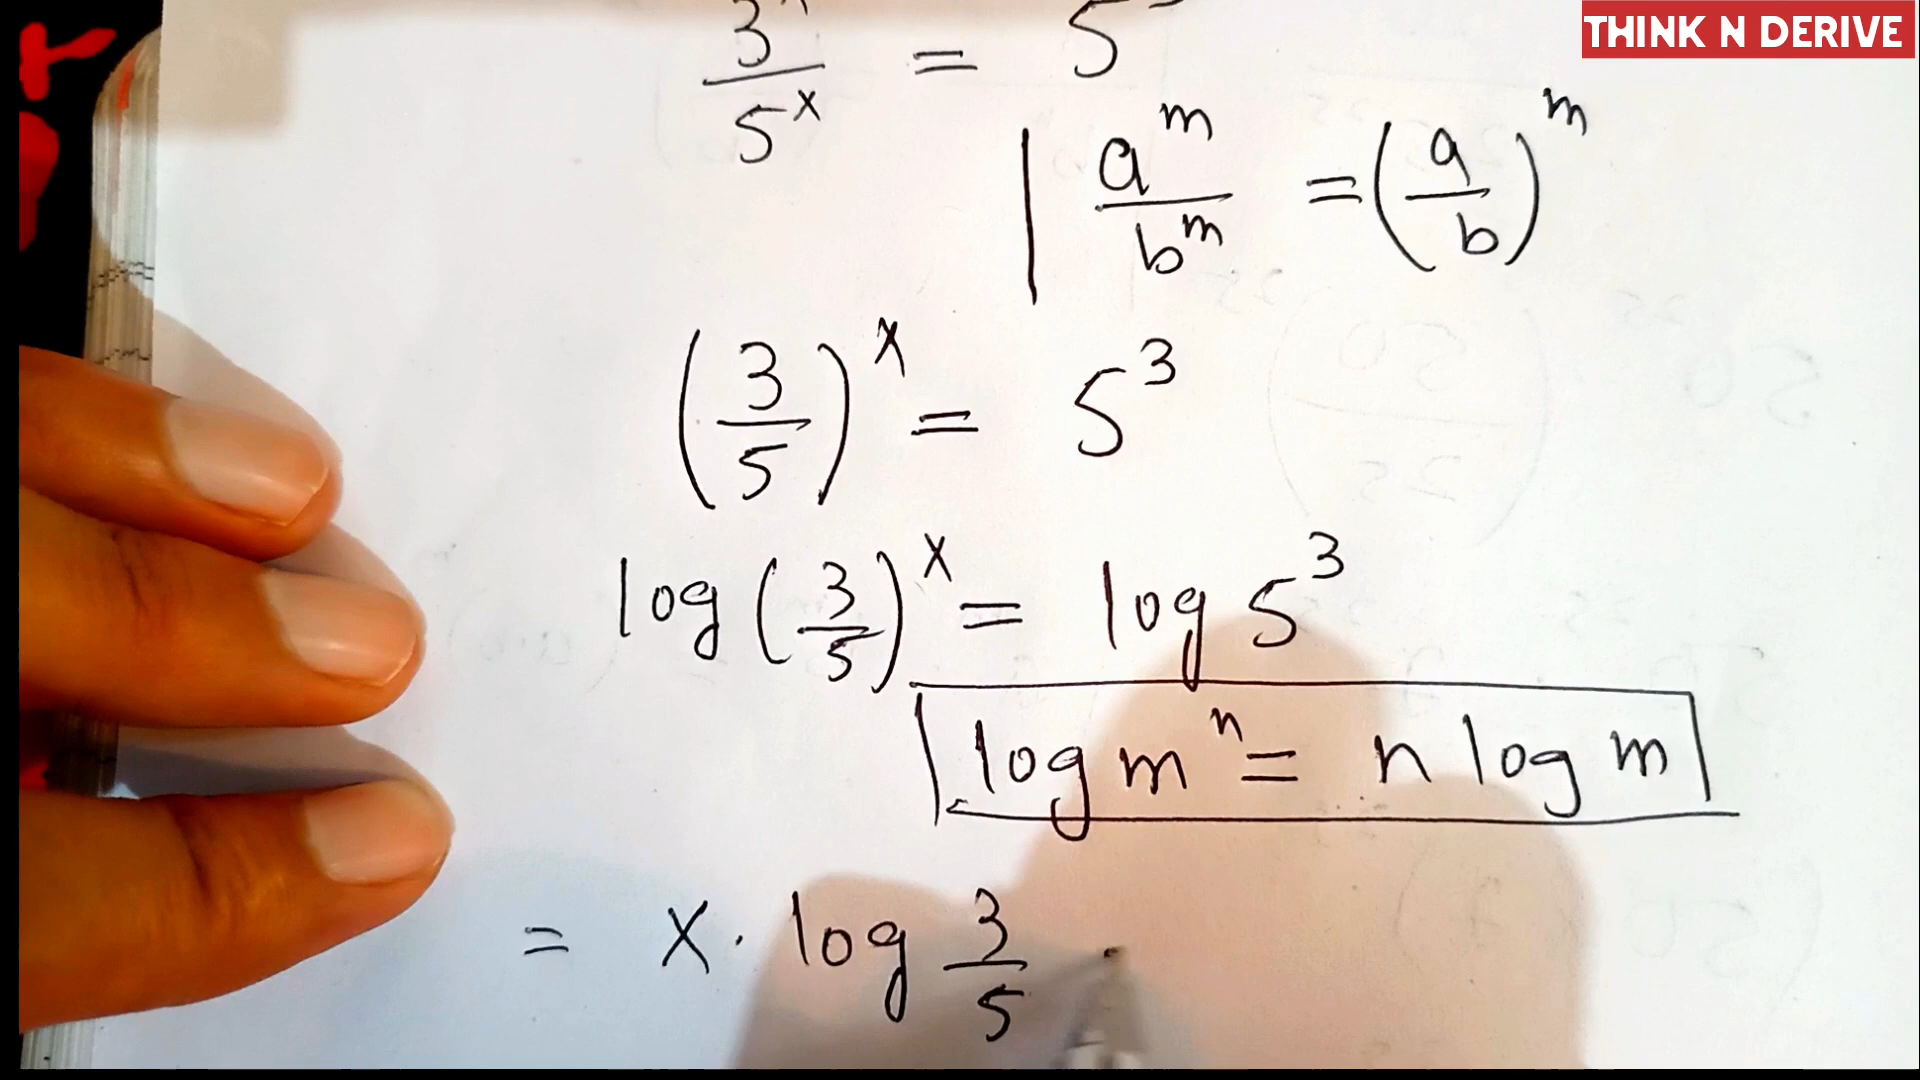 THINK N DERIVE
3^x/5^x = 5
a^m/b^m = (a/b)^m
(3/5)^x = 5^3
log (3/5)^x = log 5^3
log m^n = n log m
= x · log 3/5